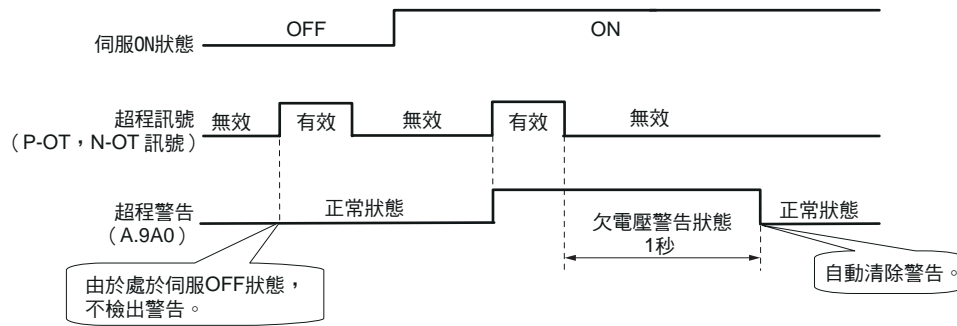 伺服ON狀態
OFF
ON
超程訊號
（P-OT，N-OT 訊號）
無效
有效
無效
有效
無效
超程警告
（A.9A0）
正常狀態
欠電壓警告狀態
1秒
正常狀態
由於處於伺服OFF狀態，
不檢出警告。
自動清除警告。